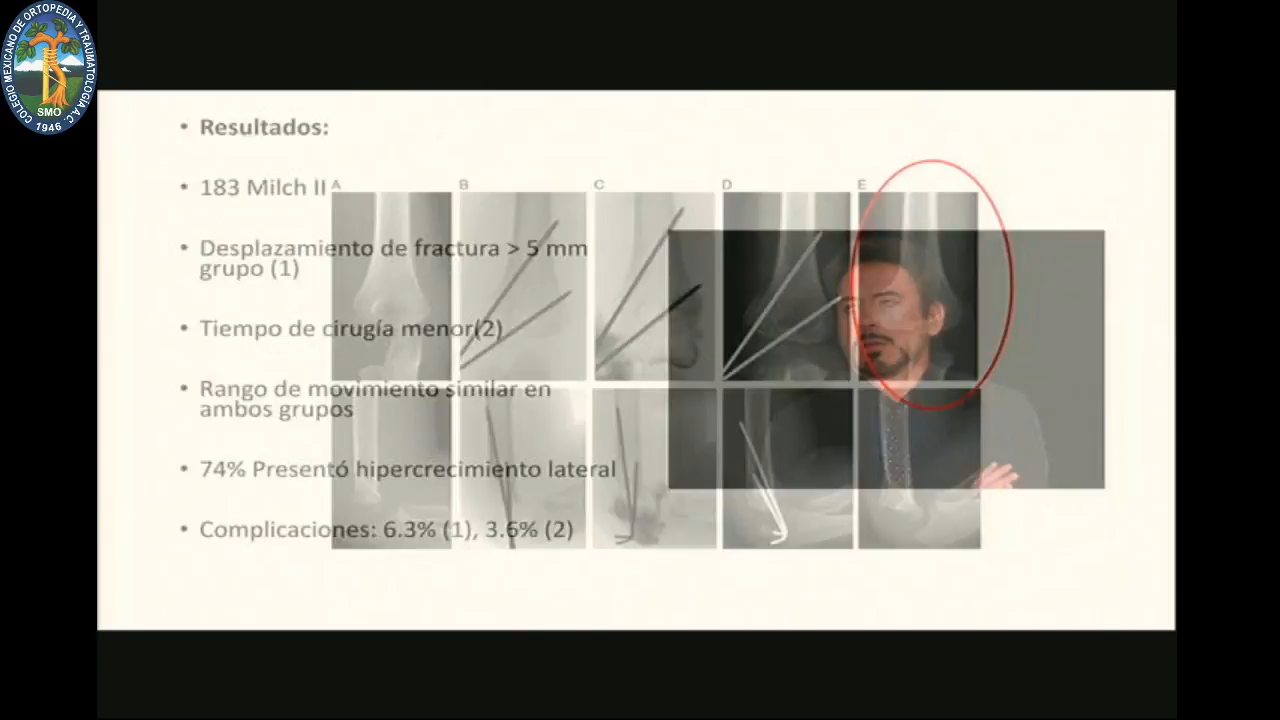 COLEGIO MEXICANO DE ORTOPEDIA Y TRAUMATOLOGIA A.C.
SMO
1946
• Resultados:
• 183 Milch II
A B C D E
• Desplazamiento de fractura > 5 mm
grupo (1)
• Tiempo de cirugía menor(2)
• Rango de movimiento similar en
ambos grupos
• 74% Presentó hipercrecimiento lateral
• Complicaciones: 6.3% (1), 3.6% (2)